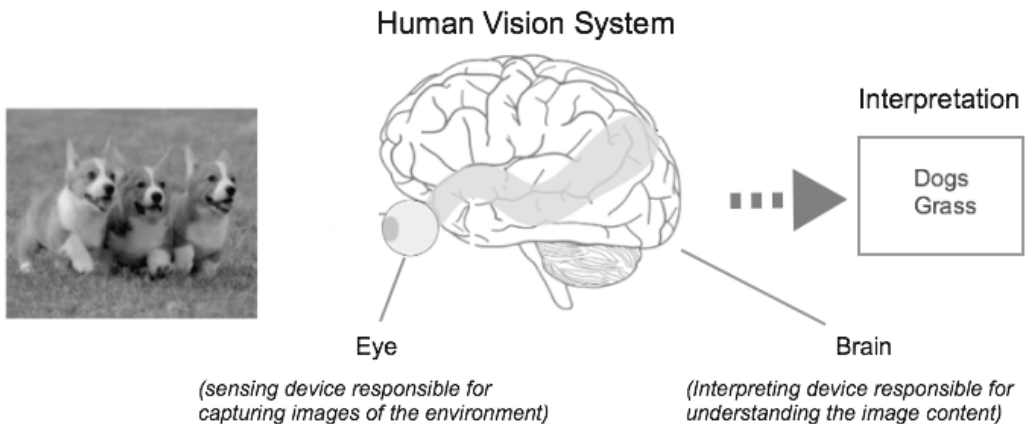 Human Vision System
Interpretation
Dogs
Grass
Eye
(sensing device responsible for
capturing images of the environment)
Brain
(Interpreting device responsible for
understanding the image content)